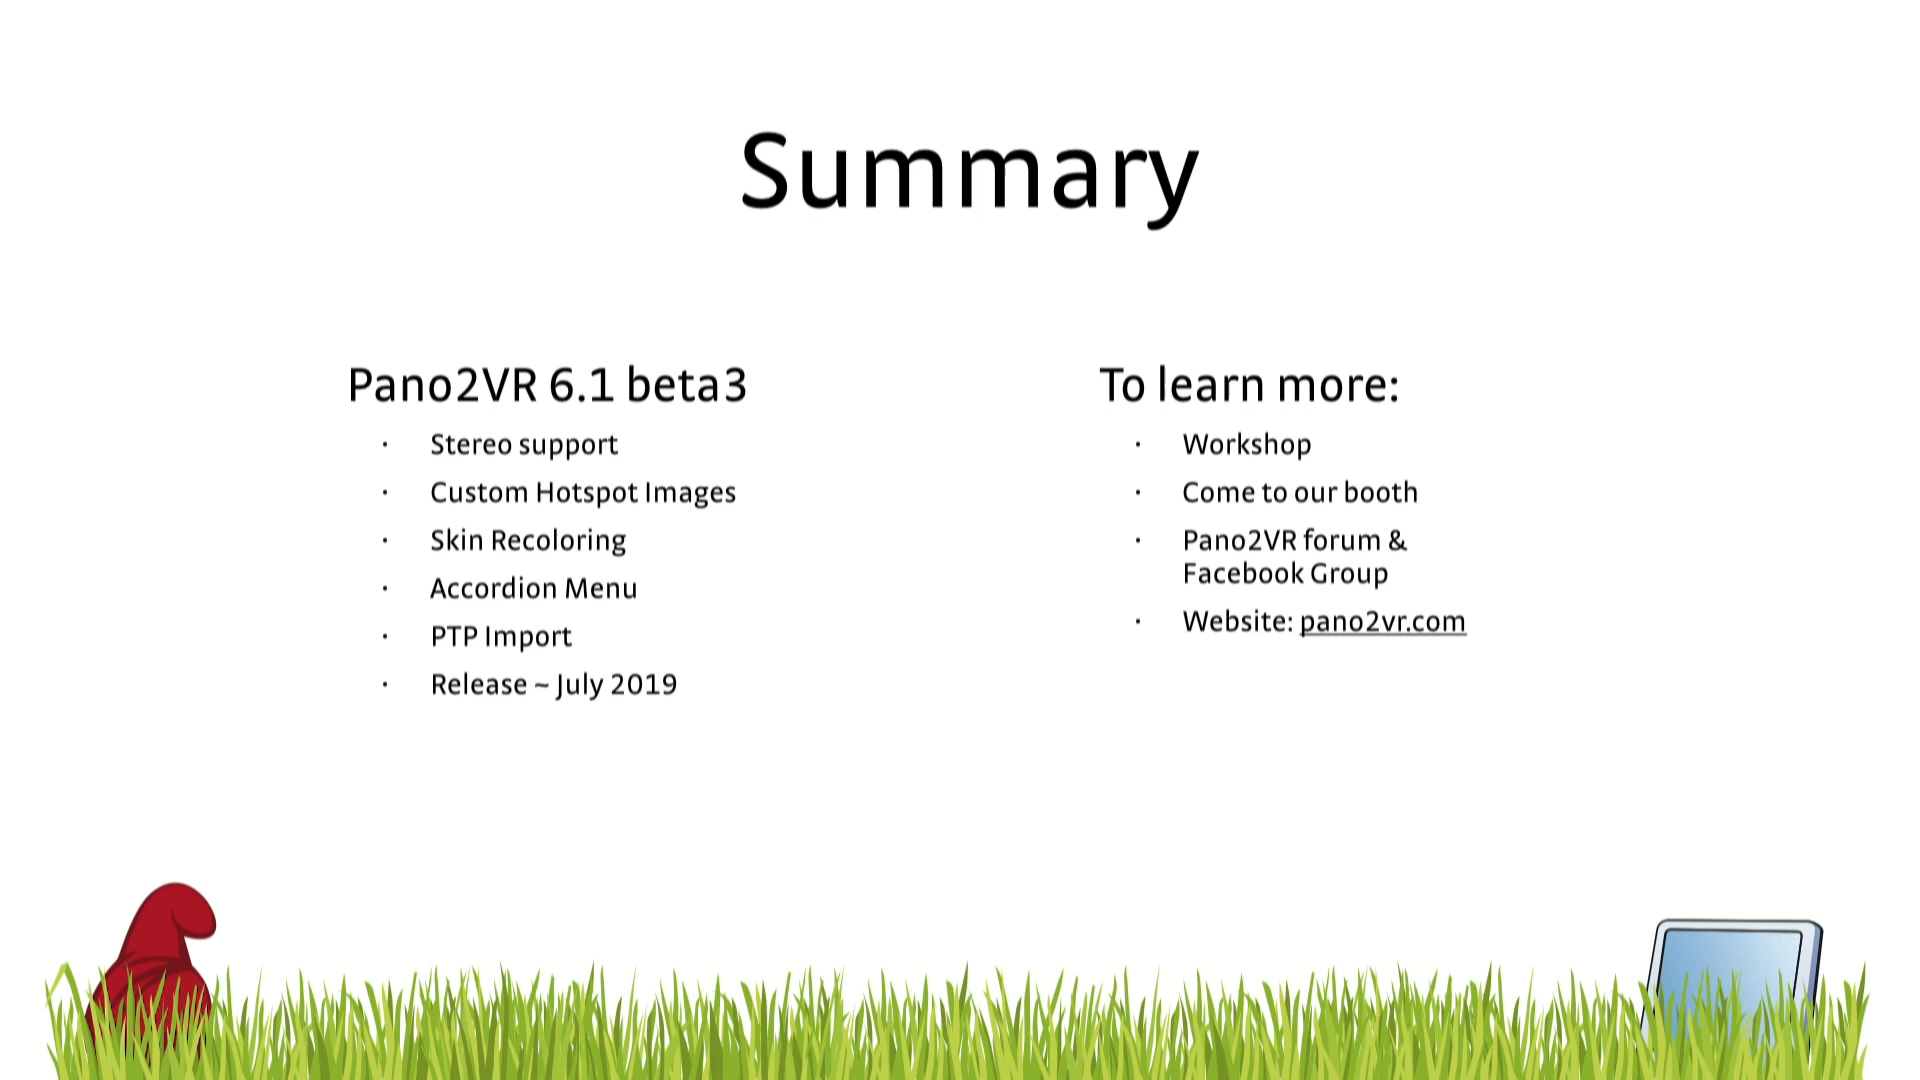 Summary
Pano2VR 6.1 beta3
· Stereo support
· Custom Hotspot Images
· Skin Recoloring
· Accordion Menu
· PTP Import
· Release ~ July 2019
To learn more:
· Workshop
· Come to our booth
· Pano2VR forum &
Facebook Group
· Website: pano2vr.com